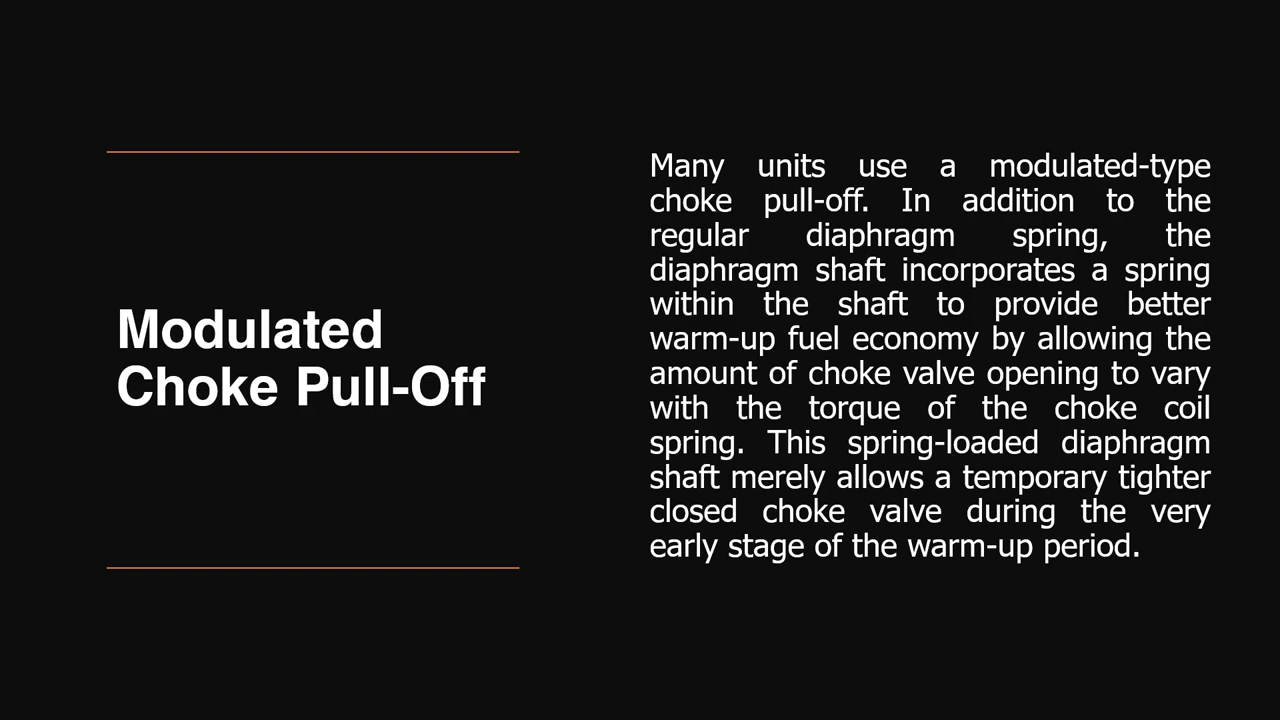 Modulated
Choke Pull-Off
Many units use a modulated-type
choke pull-off. In addition to the
regular diaphragm spring, the
diaphragm shaft incorporates a spring
within the shaft to provide better
warm-up fuel economy by allowing the
amount of choke valve opening to vary
with the torque of the choke coil
spring. This spring-loaded diaphragm
shaft merely allows a temporary tighter
closed choke valve during the very
early stage of the warm-up period.